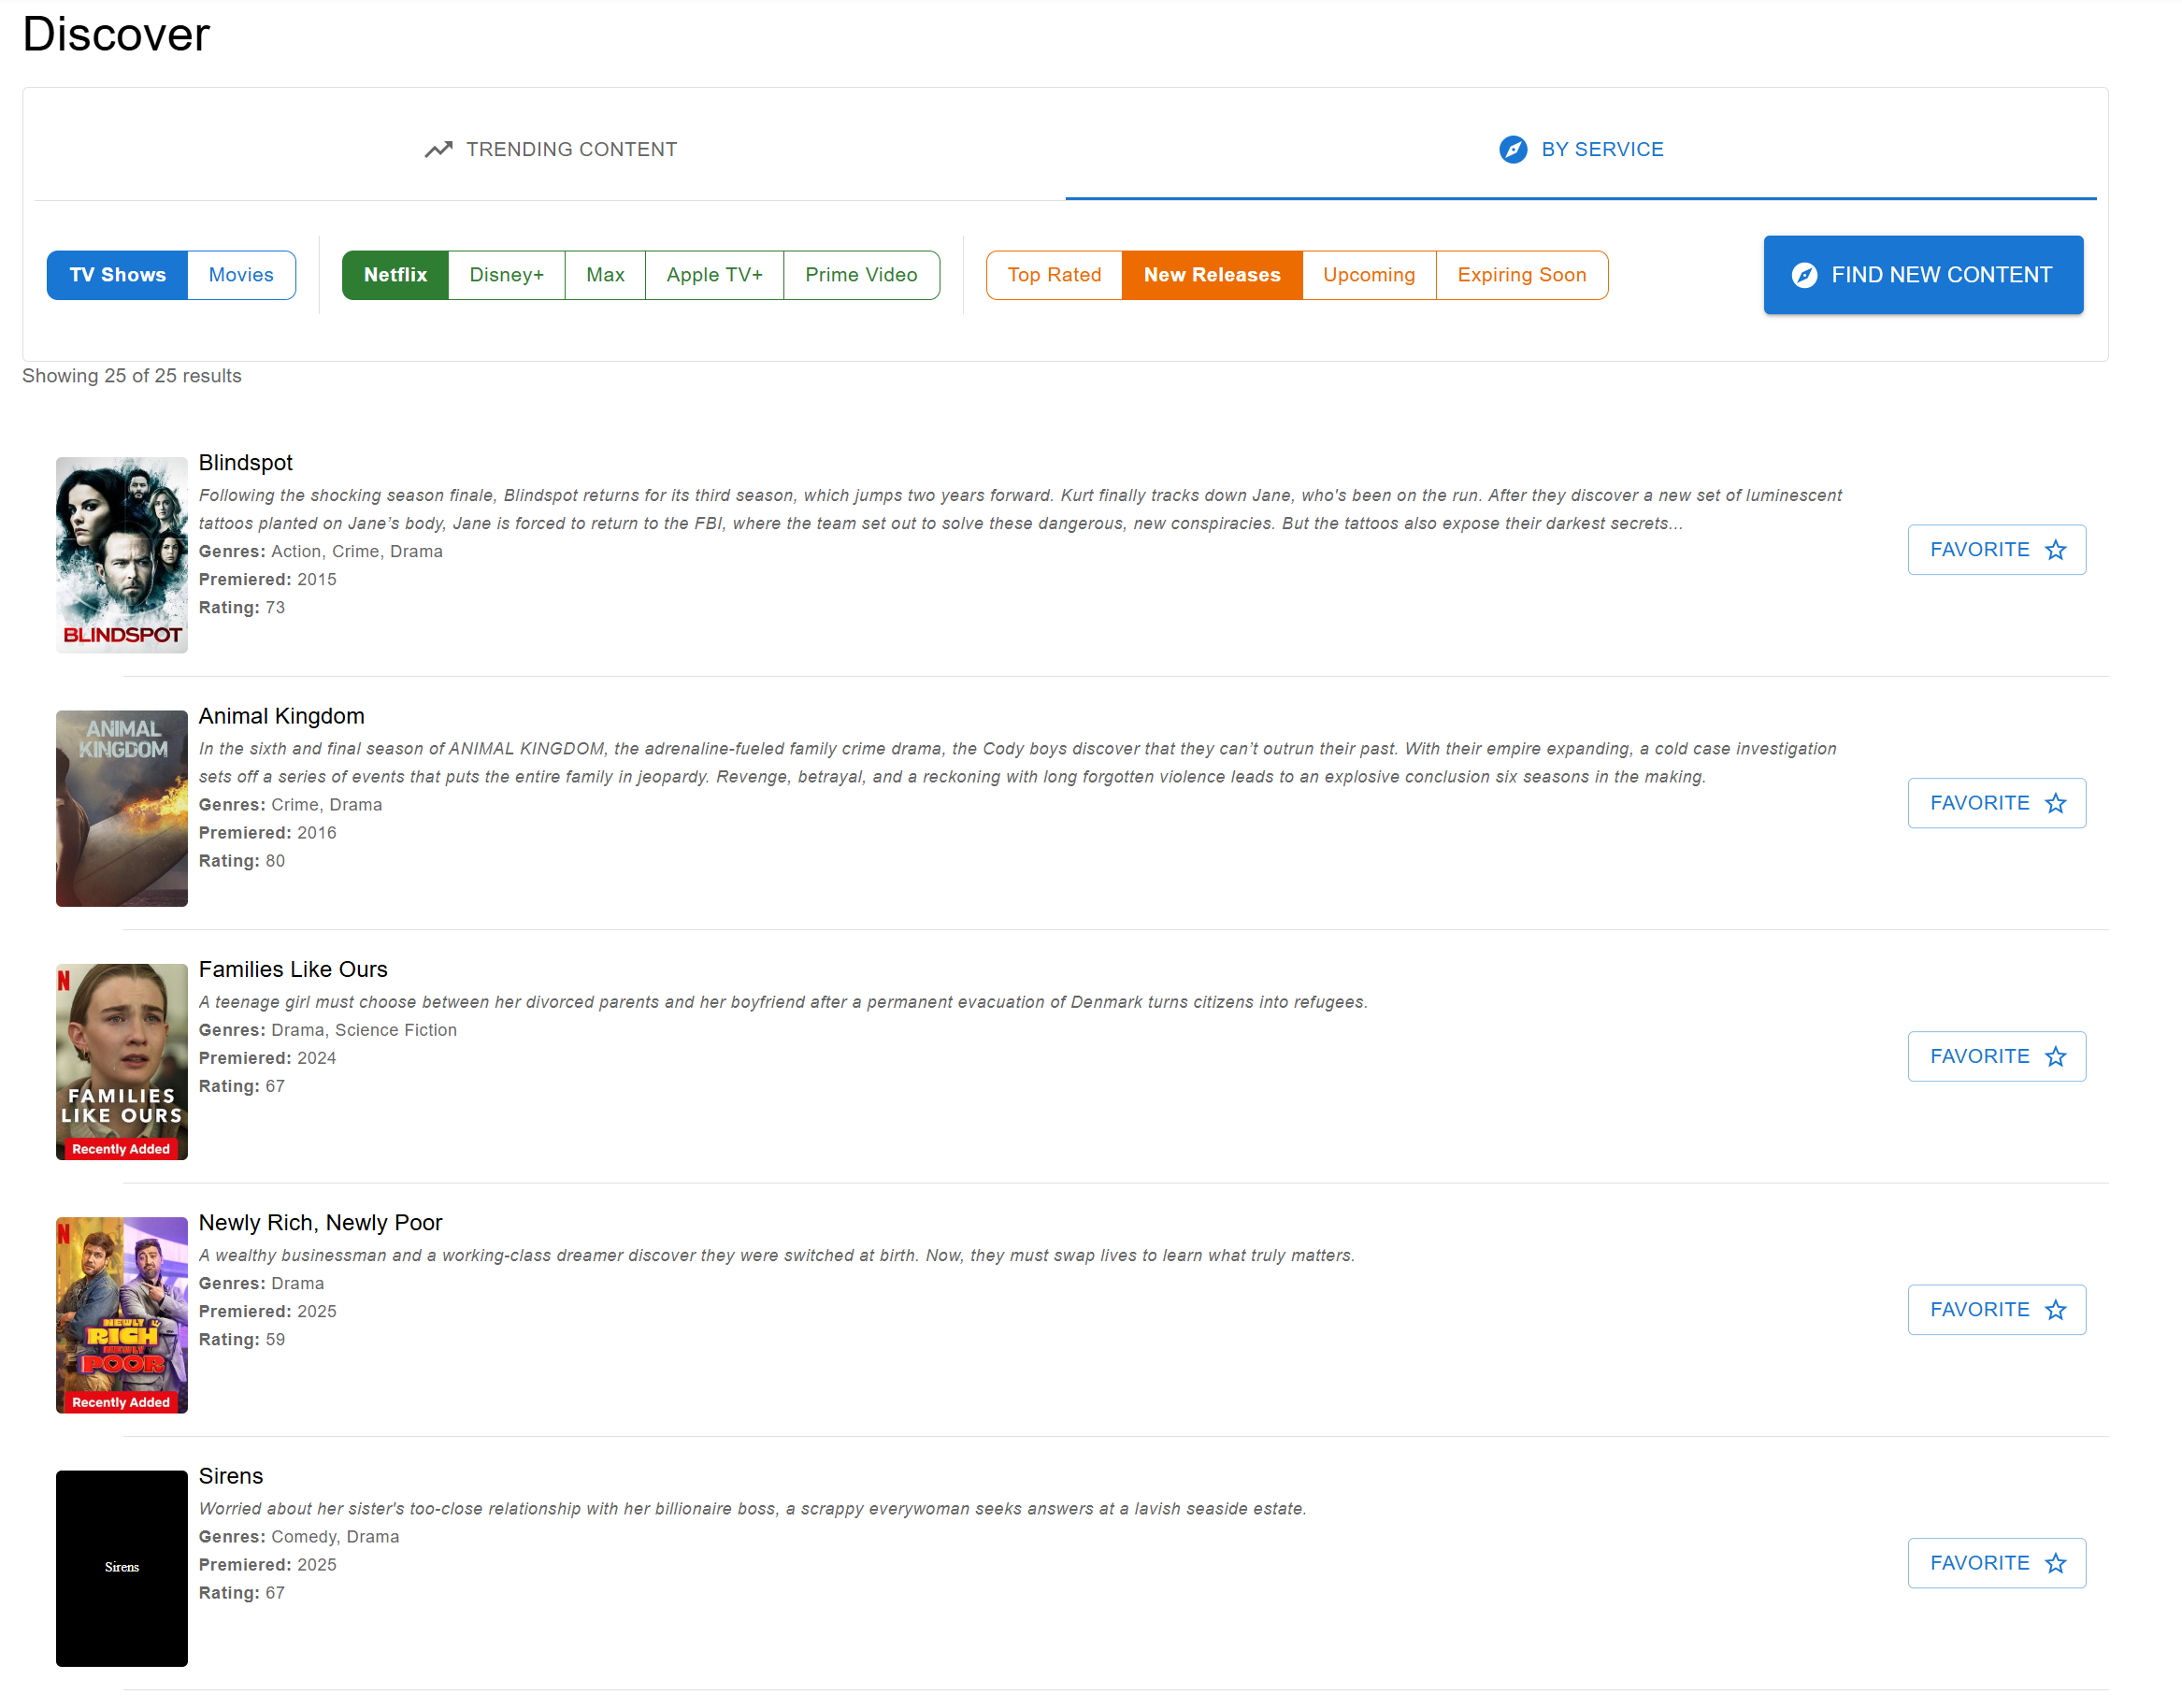 Discover
TRENDING CONTENT
BY SERVICE
TV Shows
Movies
Netflix
Disney+
Max
Apple TV+
Prime Video
Top Rated
New Releases
Upcoming
Expiring Soon
FIND NEW CONTENT
Showing 25 of 25 results
BLINDSPOT
Blindspot
Following the shocking season finale, Blindspot returns for its third season, which jumps two years forward. Kurt finally tracks down Jane, who's been on the run. After they discover a new set of luminescent
tattoos planted on Jane’s body, Jane is forced to return to the FBI, where the team set out to solve these dangerous, new conspiracies. But the tattoos also expose their darkest secrets...
Genres: Action, Crime, Drama
Premiered: 2015
Rating: 73
FAVORITE
ANIMAL
KINGDOM
Animal Kingdom
In the sixth and final season of ANIMAL KINGDOM, the adrenaline-fueled family crime drama, the Cody boys discover that they can’t outrun their past. With their empire expanding, a cold case investigation
sets off a series of events that puts the entire family in jeopardy. Revenge, betrayal, and a reckoning with long forgotten violence leads to an explosive conclusion six seasons in the making.
Genres: Crime, Drama
Premiered: 2016
Rating: 80
FAVORITE
N
FAMILIES
LIKE OURS
Recently Added
Families Like Ours
A teenage girl must choose between her divorced parents and her boyfriend after a permanent evacuation of Denmark turns citizens into refugees.
Genres: Drama, Science Fiction
Premiered: 2024
Rating: 67
FAVORITE
N
NEWLY
RICH
NEWLY
POOR
Recently Added
Newly Rich, Newly Poor
A wealthy businessman and a working-class dreamer discover they were switched at birth. Now, they must swap lives to learn what truly matters.
Genres: Drama
Premiered: 2025
Rating: 59
FAVORITE
Sirens
Sirens
Worried about her sister's too-close relationship with her billionaire boss, a scrappy everywoman seeks answers at a lavish seaside estate.
Genres: Comedy, Drama
Premiered: 2025
Rating: 67
FAVORITE